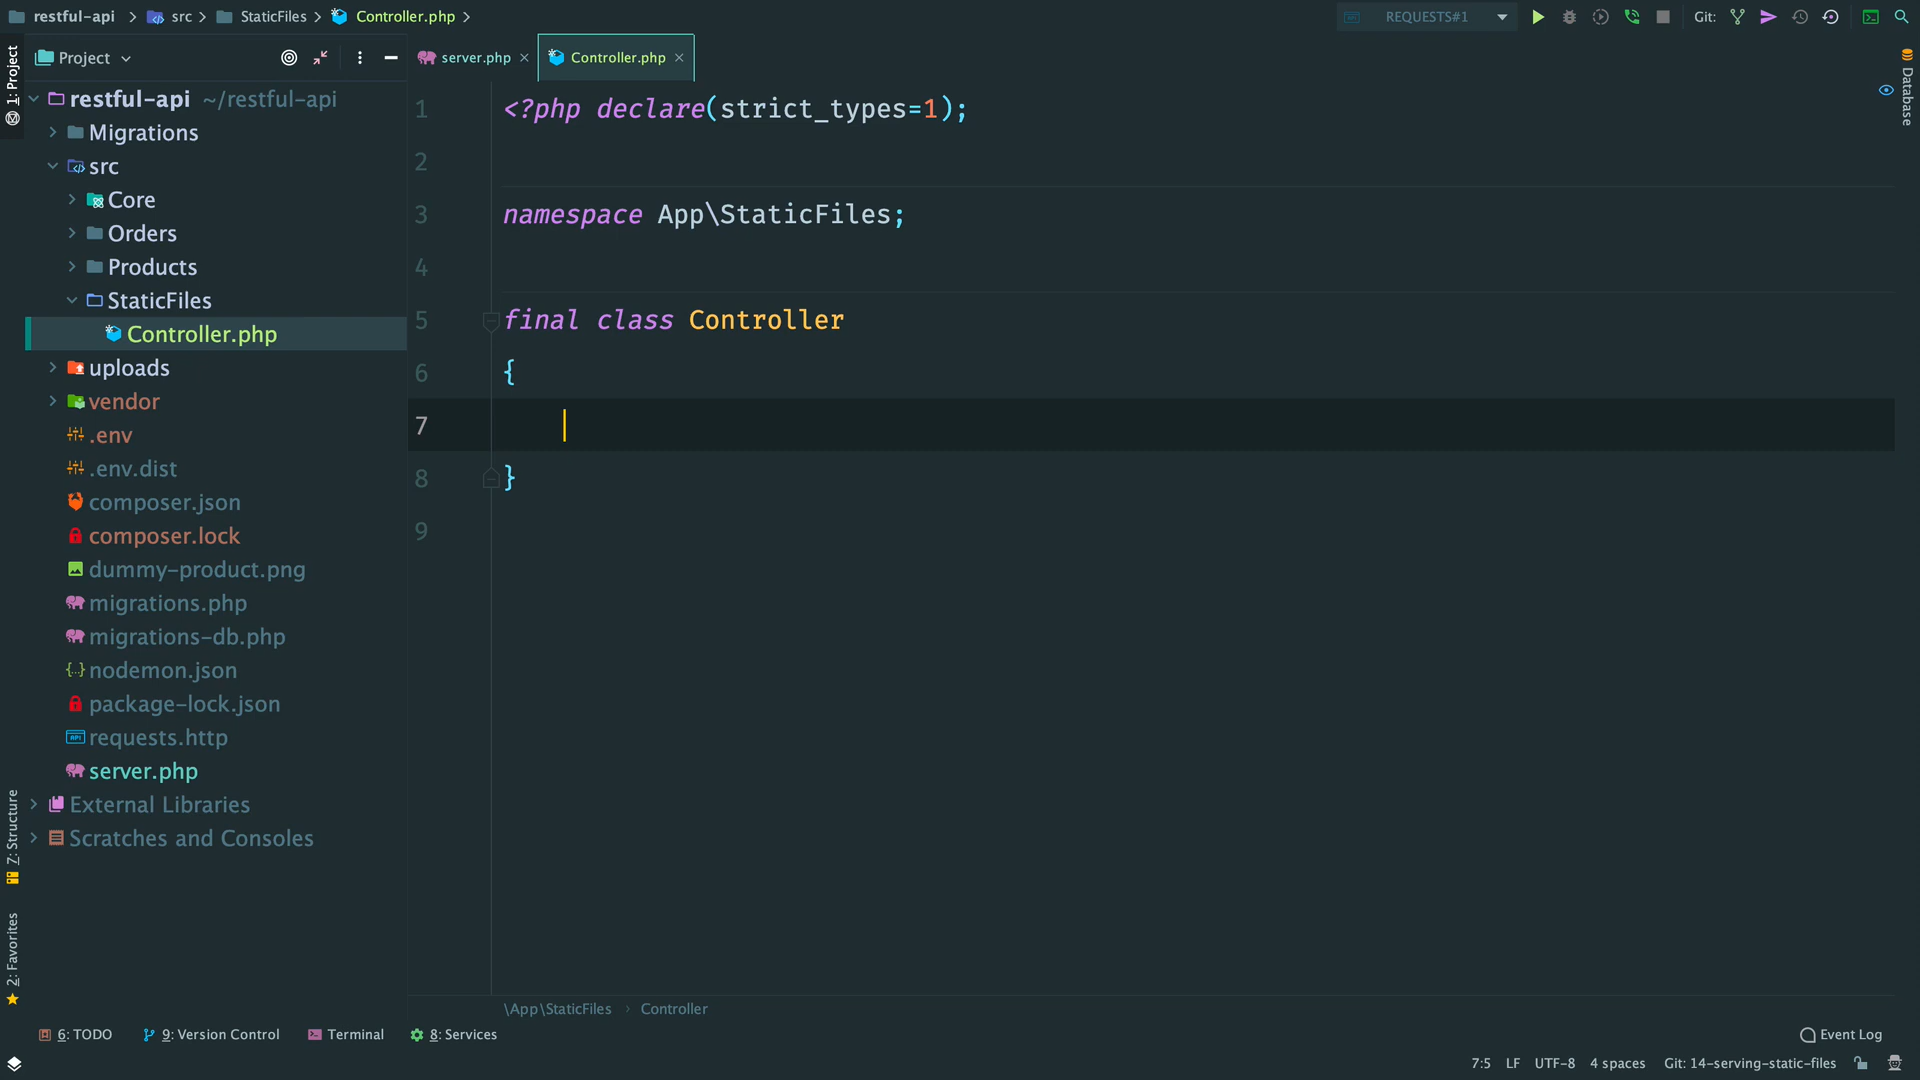 restful-api > src > StaticFiles > Controller.php >
REQUESTS#1
Git:
1: Project
Project
server.php
Controller.php
Database
restful-api ~/restful-api
Migrations
src
Core
Orders
Products
StaticFiles
Controller.php
uploads
vendor
.env
.env.dist
composer.json
composer.lock
dummy-product.png
migrations.php
migrations-db.php
nodemon.json
package-lock.json
requests.http
server.php
External Libraries
Scratches and Consoles
7: Structure
2: Favorites
1 <?php declare(strict_types=1);
2
3 namespace App\StaticFiles;
4
5 final class Controller
6 {
7
8 }
9
\App\StaticFiles > Controller
6: TODO
9: Version Control
Terminal
8: Services
Event Log
7:5 LF UTF-8 4 spaces Git: 14-serving-static-files